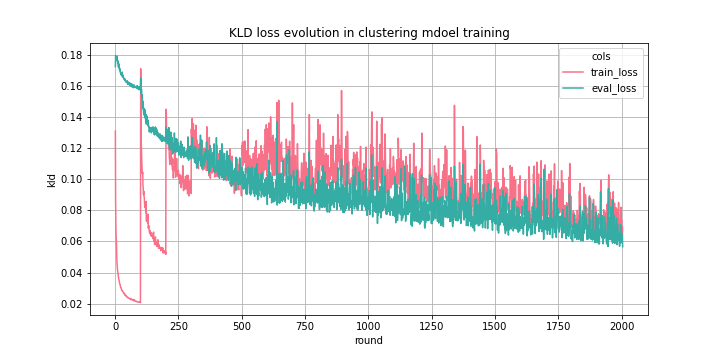 KLD loss evolution in clustering mdoel training
cols
train_loss
eval_loss
0.18
0.16
0.14
0.12
0.10
0.08
0.06
0.04
0.02
kld
0 250 500 750 1000 1250 1500 1750 2000
round